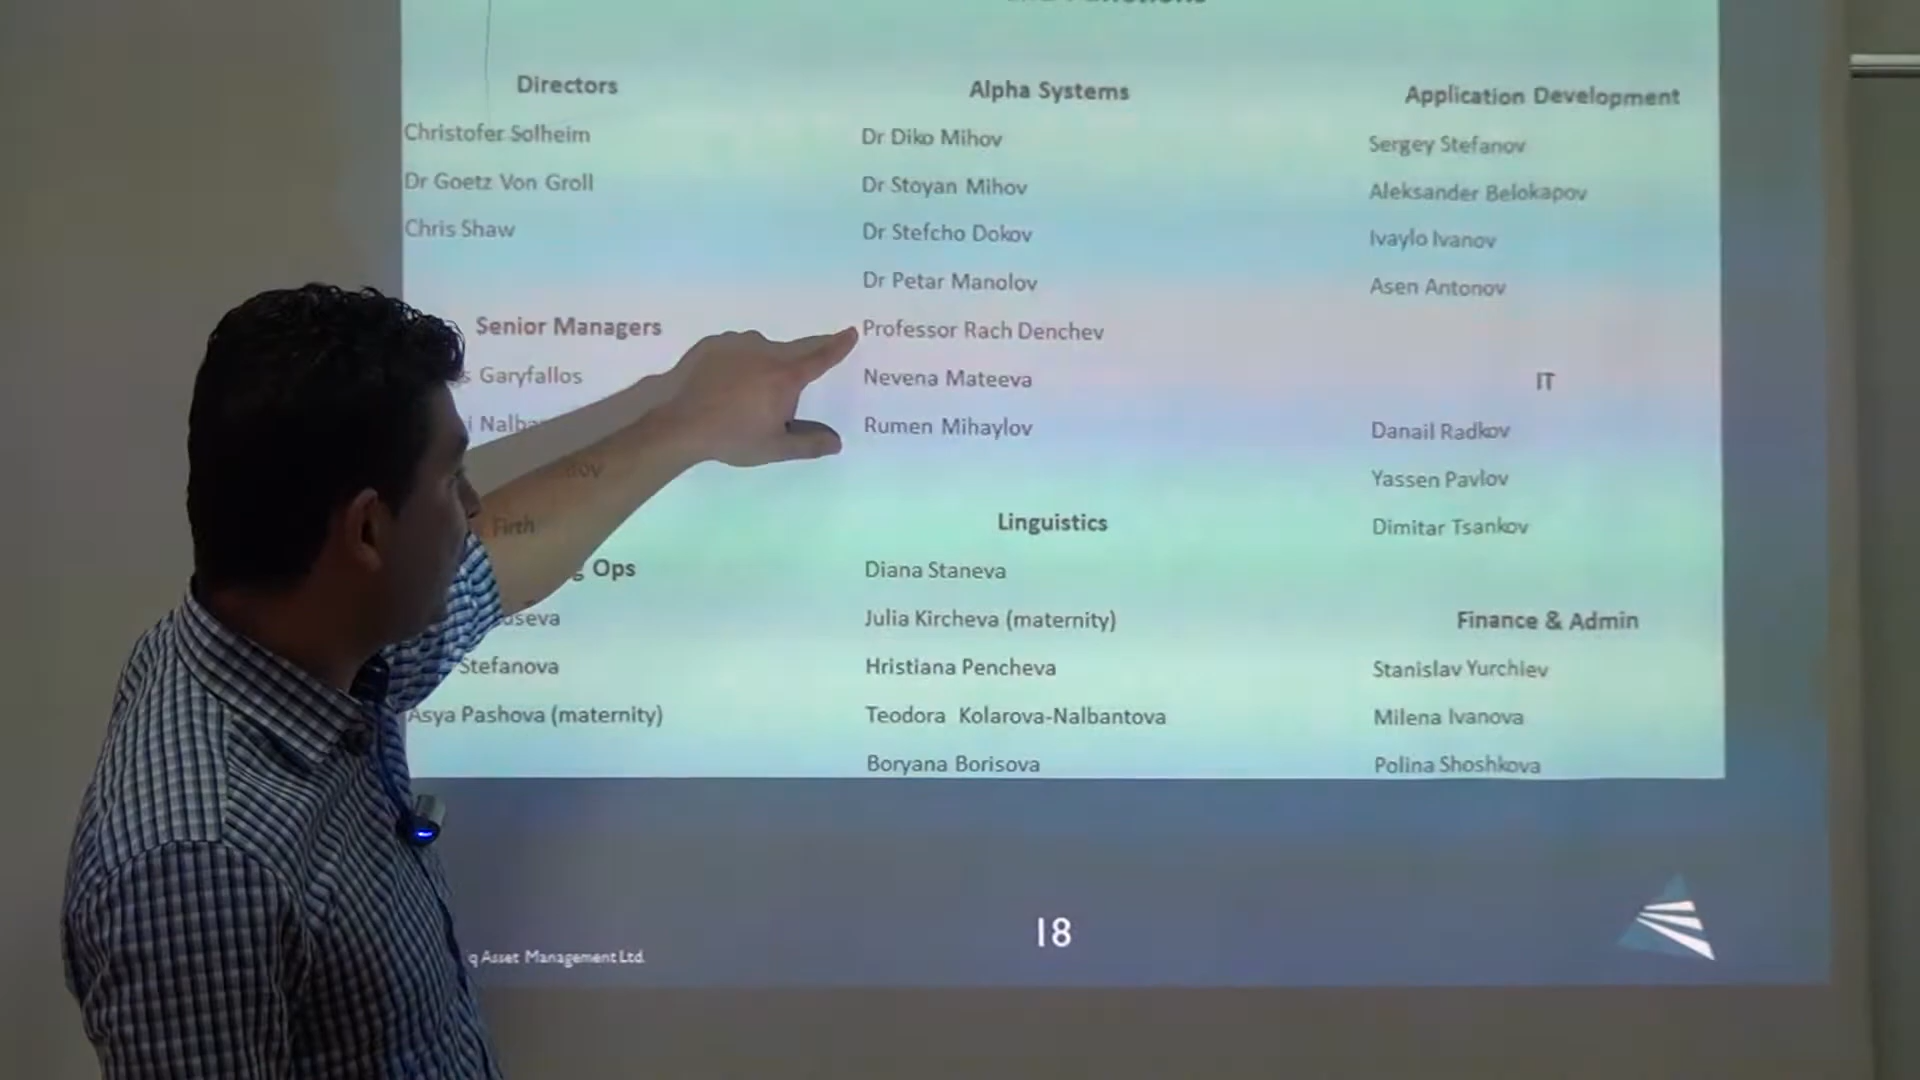 Directors
Christofer Solheim
Dr Goetz Von Groll
Chris Shaw
Senior Managers
Garyfallos
Firth
Ops
Stefanova
Asya Pashova (maternity)
Alpha Systems
Dr Diko Mihov
Dr Stoyan Mihov
Dr Stefcho Dokov
Dr Petar Manolov
Professor Rach Denchev
Nevena Mateeva
Rumen Mihaylov
Linguistics
Diana Staneva
Julia Kircheva (maternity)
Hristiana Pencheva
Teodora Kolarova-Nalbantova
Boryana Borisova
Application Development
Sergey Stefanov
Aleksander Belokapov
Ivaylo Ivanov
Asen Antonov
IT
Danail Radkov
Yassen Pavlov
Dimitar Tsankov
Finance & Admin
Stanislav Yurchiev
Milena Ivanova
Polina Shoshkova
Asset Management Ltd.
18